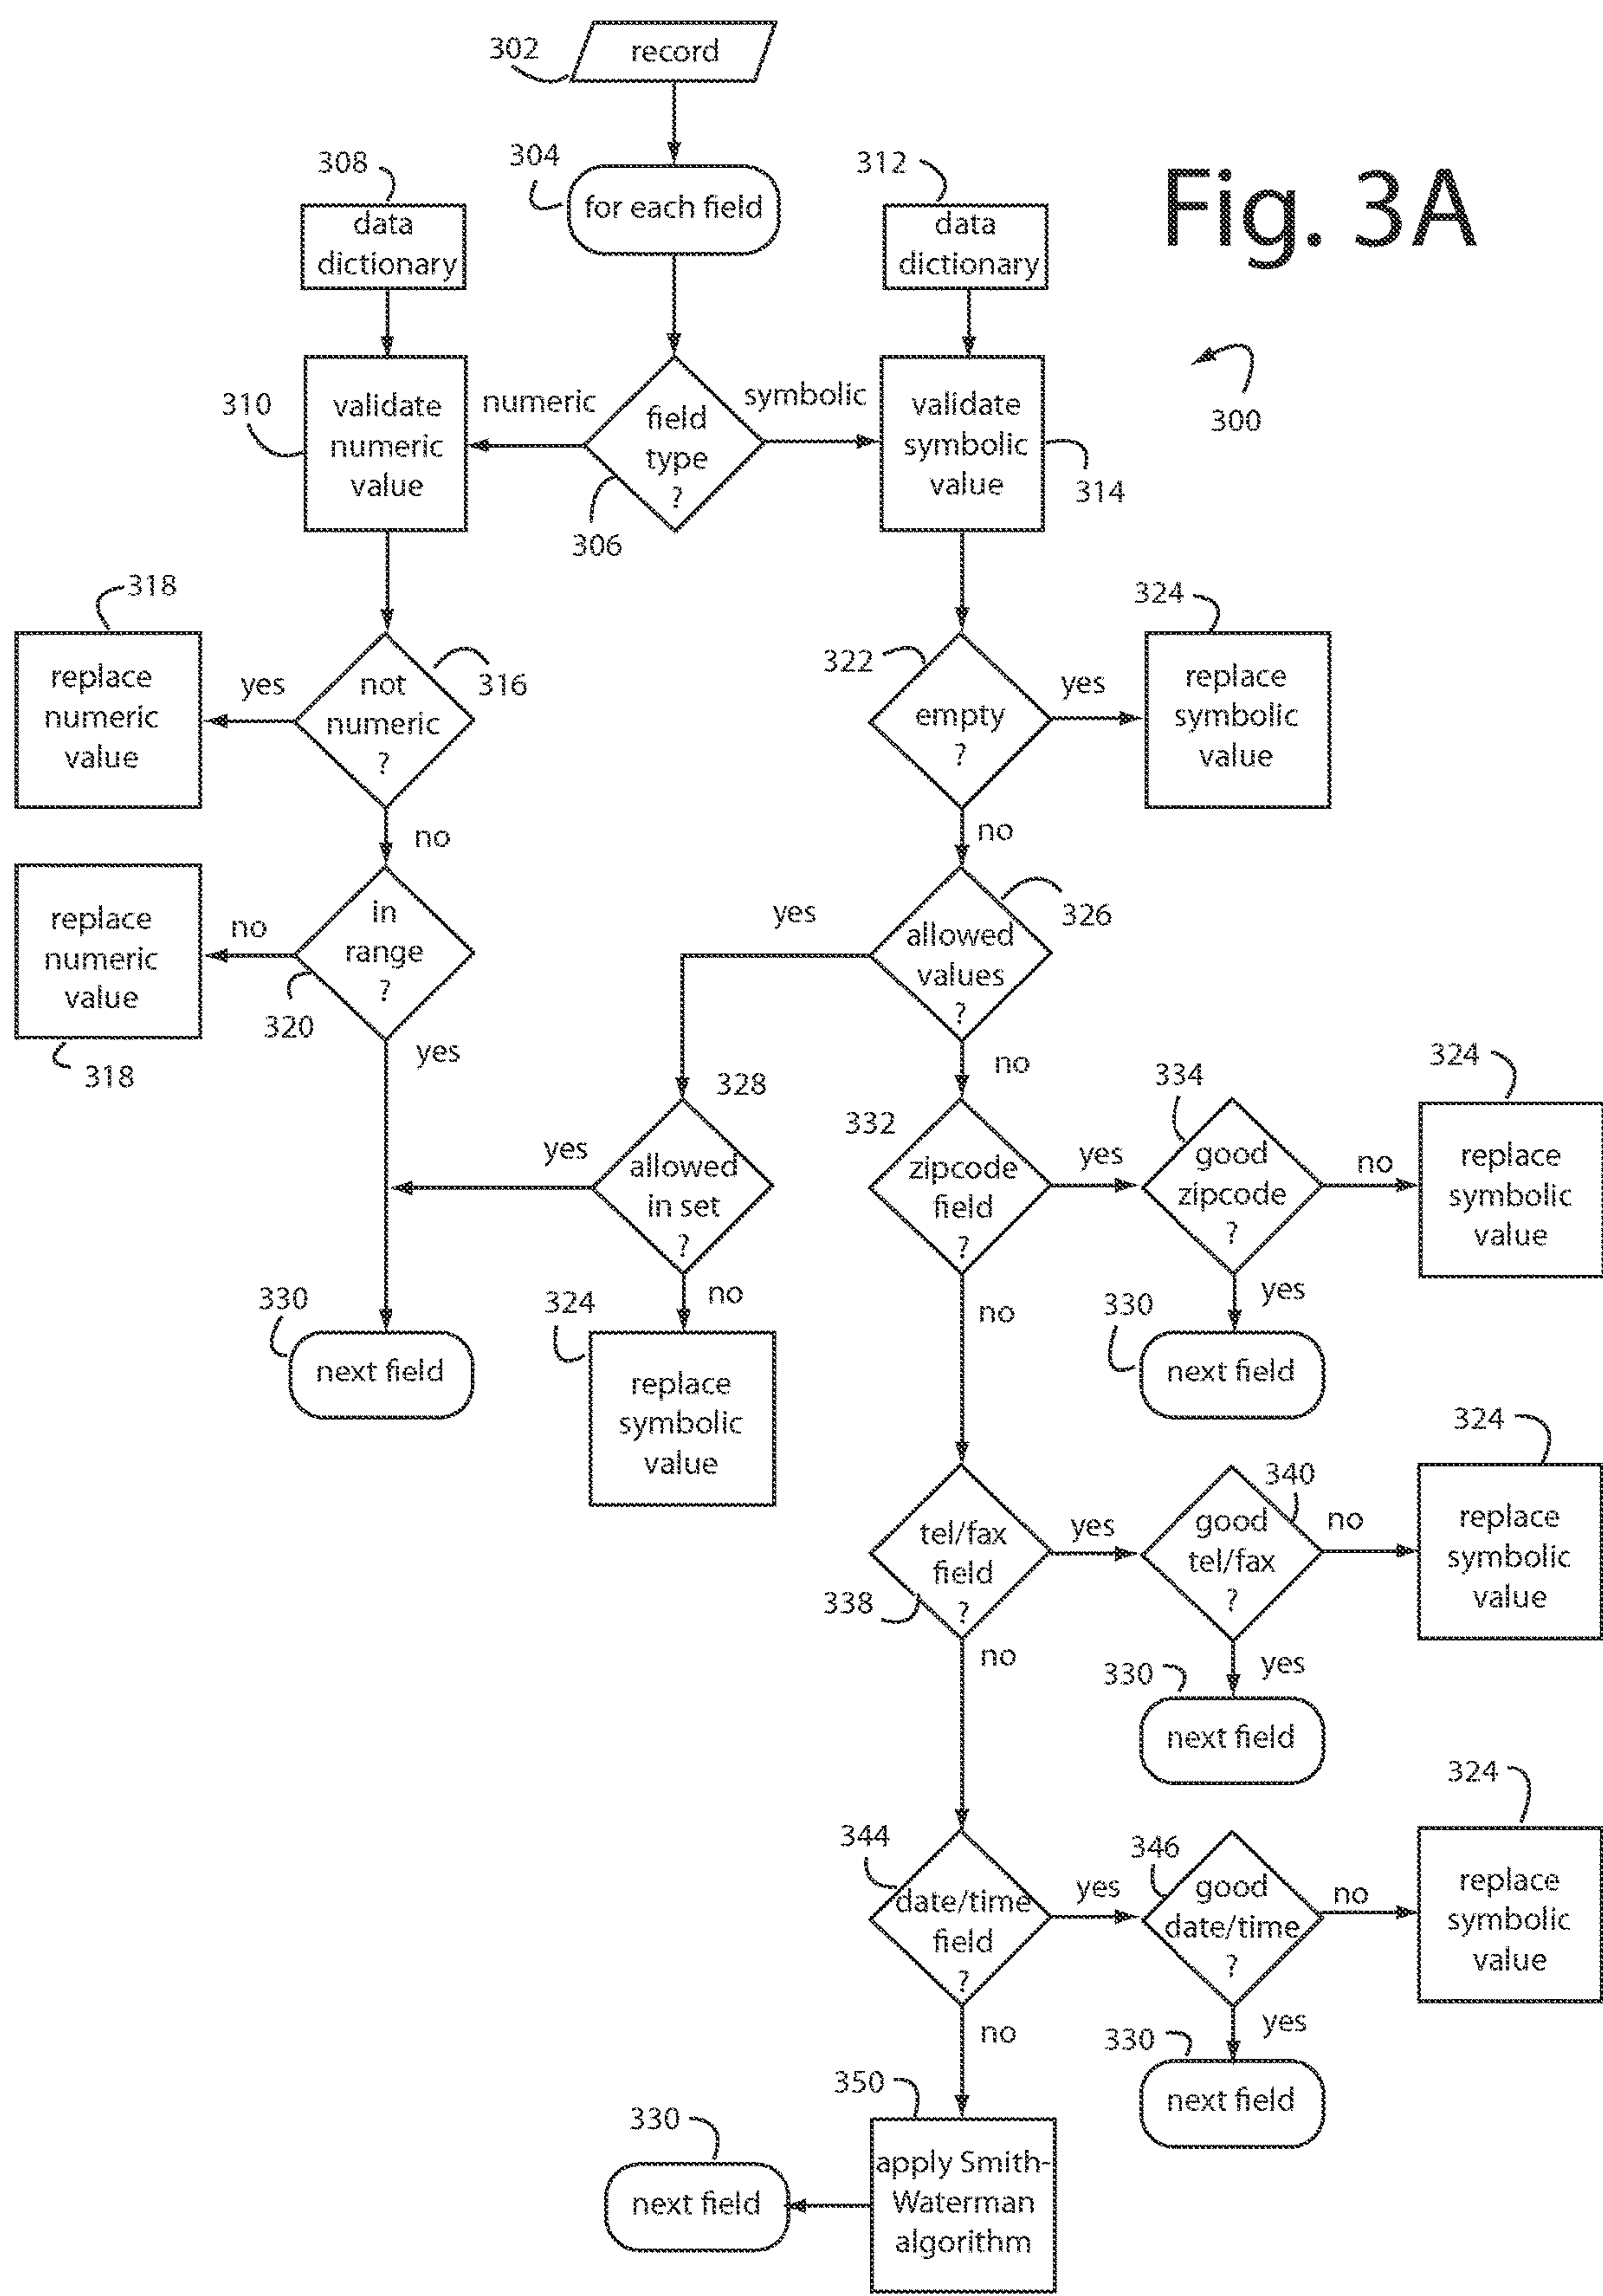 302
record
304
for each field
308
data
dictionary
312
data
dictionary
Fig. 3A
300
310
validate
numeric
value
numeric
field
type
?
306
symbolic
validate
symbolic
value
314
318
replace
numeric
value
yes
not
numeric
?
316
no
322
empty
?
yes
324
replace
symbolic
value
no
replace
numeric
value
318
no
in
range
?
320
yes
yes
allowed
values
?
326
no
328
allowed
in set
?
yes
no
330
next field
324
replace
symbolic
value
332
zipcode
field
?
yes
334
good
zipcode
?
no
324
replace
symbolic
value
no
yes
330
next field
338
tel/fax
field
?
yes
340
good
tel/fax
?
no
324
replace
symbolic
value
no
yes
330
next field
344
date/time
field
?
yes
346
good
date/time
?
no
324
replace
symbolic
value
no
yes
330
next field
350
apply Smith-
Waterman
algorithm
330
next field